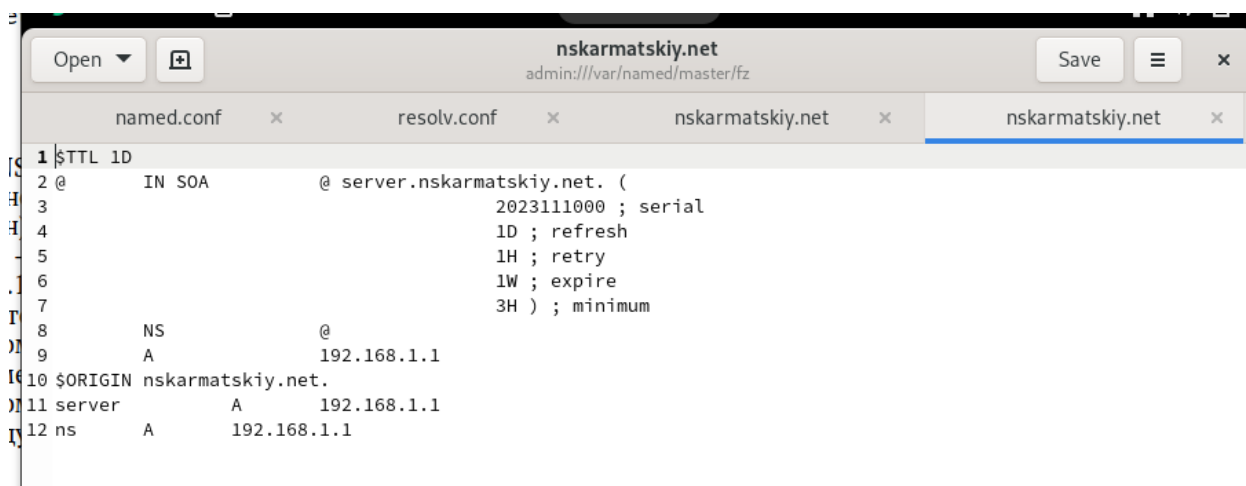 nskarmatskiy.net
Open
admin:///var/named/master/fz
Save
named.conf × resolv.conf × nskarmatskiy.net × nskarmatskiy.net ×
1 $TTL 1D
2 @ IN SOA @ server.nskarmatskiy.net. (
3 2023111000 ; serial
4 1D ; refresh
5 1H ; retry
6 1W ; expire
7 3H ) ; minimum
8 NS @
9 A 192.168.1.1
10 $ORIGIN nskarmatskiy.net.
11 server A 192.168.1.1
12 ns A 192.168.1.1